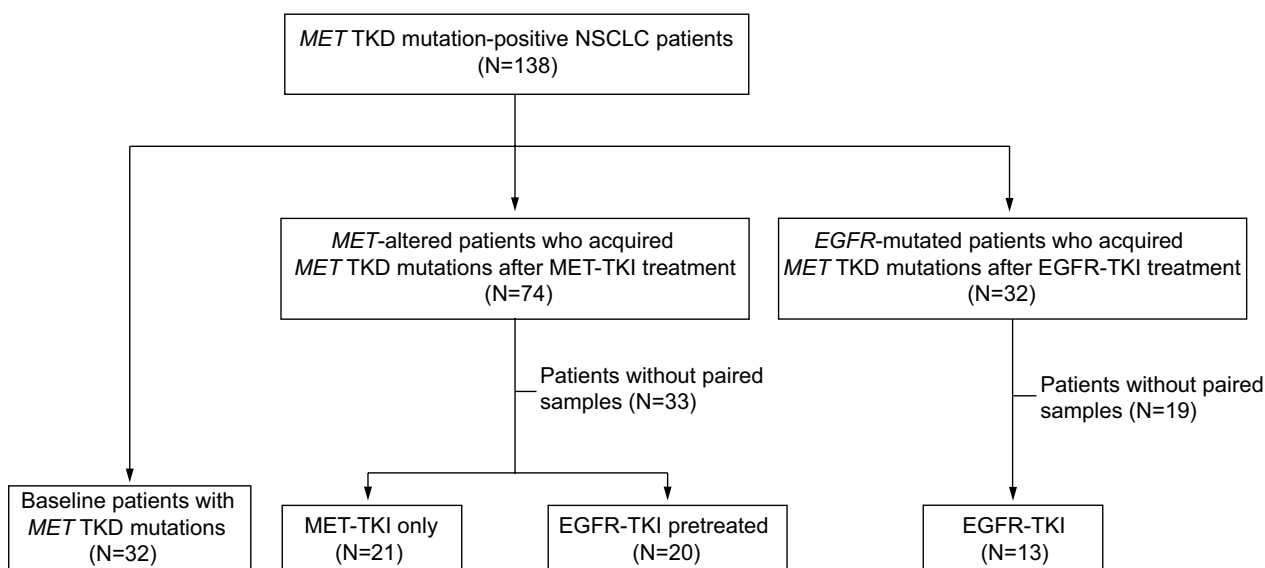 MET TKD mutation-positive NSCLC patients
(N=138)
MET-altered patients who acquired
MET TKD mutations after MET-TKI treatment
(N=74)
EGFR-mutated patients who acquired
MET TKD mutations after EGFR-TKI treatment
(N=32)
Patients without paired
samples (N=33)
Patients without paired
samples (N=19)
Baseline patients with
MET TKD mutations
(N=32)
MET-TKI only
(N=21)
EGFR-TKI pretreated
(N=20)
EGFR-TKI
(N=13)